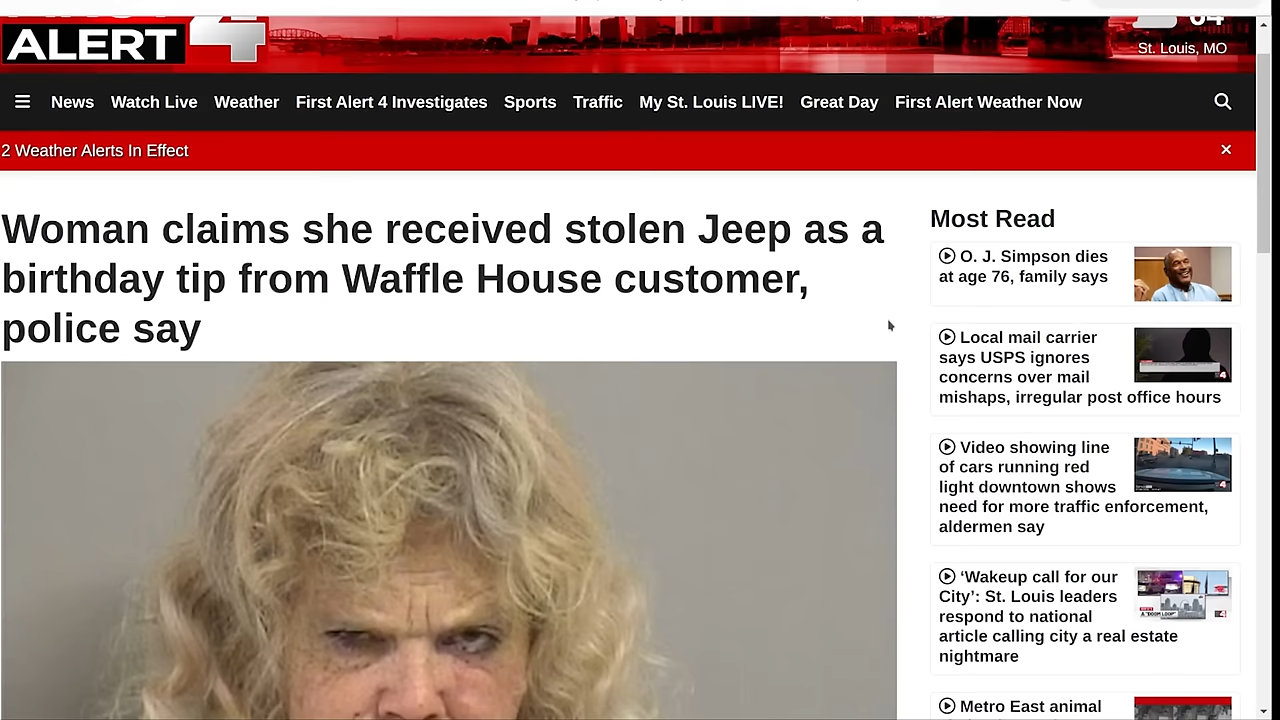 ALERT 4
St. Louis, MO
News Watch Live Weather First Alert 4 Investigates Sports Traffic My St. Louis LIVE! Great Day First Alert Weather Now
2 Weather Alerts In Effect
Woman claims she received stolen Jeep as a
birthday tip from Waffle House customer,
police say
Most Read
O. J. Simpson dies
at age 76, family says
Local mail carrier
says USPS ignores
concerns over mail
mishaps, irregular post office hours
Video showing line
of cars running red
light downtown shows
need for more traffic enforcement,
aldermen say
‘Wakeup call for our
City’: St. Louis leaders
respond to national
article calling city a real estate
nightmare
Metro East animal